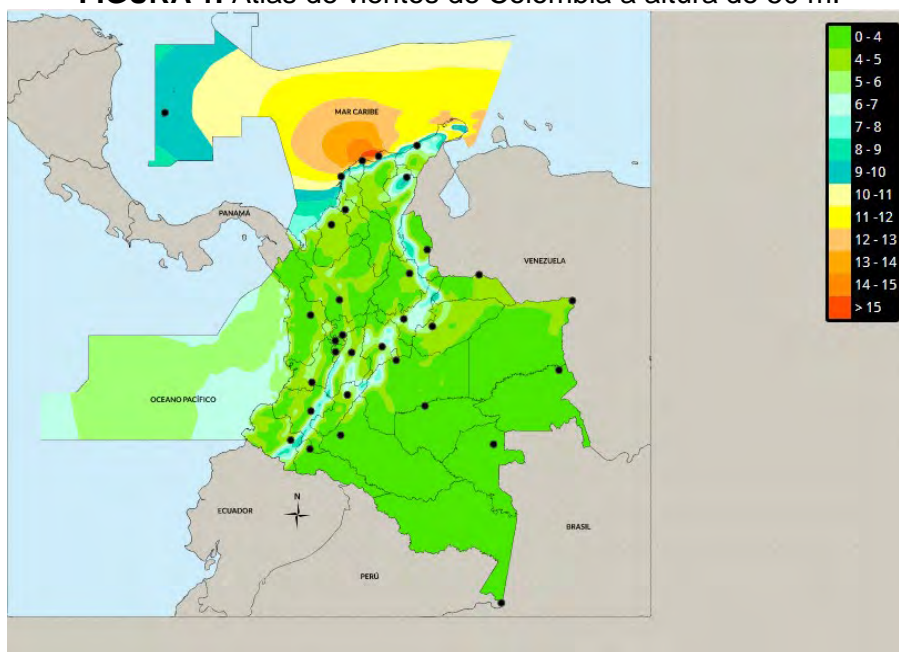 FIGURA 1. Atlas de vientos de Colombia a altura de 80 m.
MAR CARIBE
PANAMÁ
VENEZUELA
OCEANO PACÍFICO
ECUADOR
N
BRASIL
PERÚ
0 - 4
4 - 5
5 - 6
6 -7
7 - 8
8 - 9
9 -10
10 -11
11 - 12
12 - 13
13 - 14
14 - 15
> 15